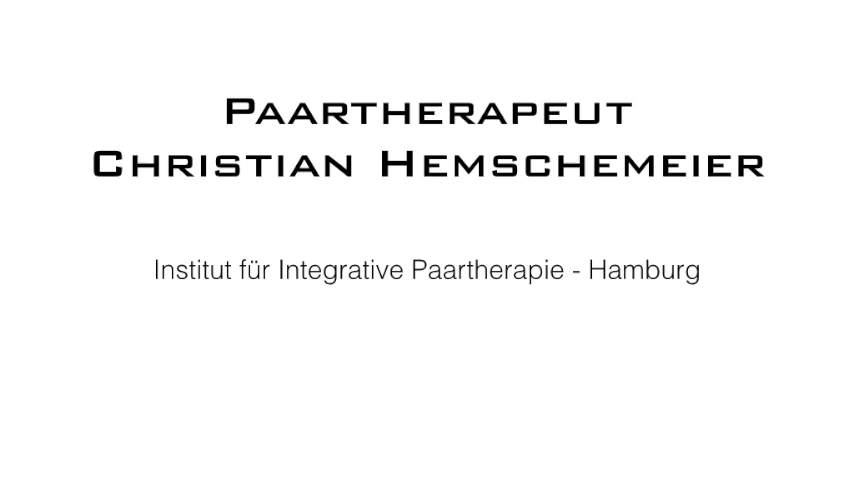 Paartherapeut
Christian Hemschemeier
Institut für Integrative Paartherapie - Hamburg